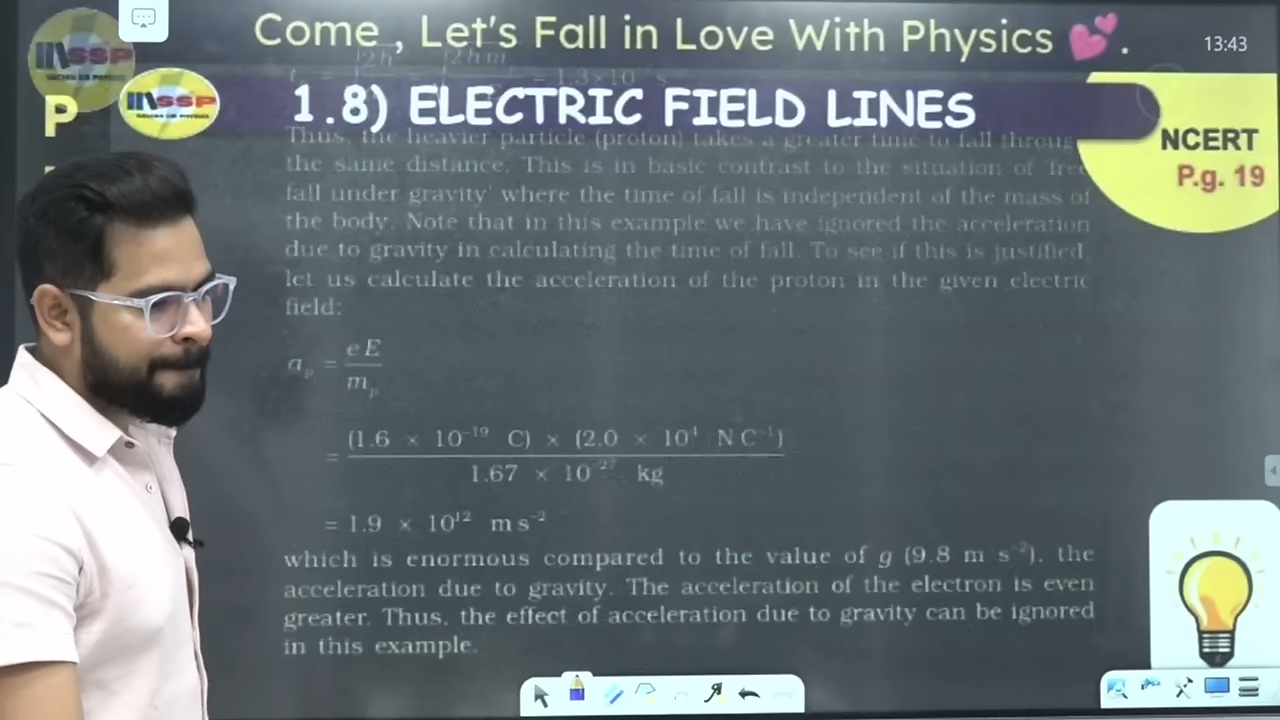 Come , Let's Fall in Love With Physics 💕 .
13:43
SSP
P
SSP
1.8) ELECTRIC FIELD LINES
NCERT
P.g. 19
Thus, the heavier particle (proton) takes a greater time to fall through
the same distance. This is in basic contrast to the situation of 'free
fall under gravity' where the time of fall is independent of the mass of
the body. Note that in this example we have ignored the acceleration
due to gravity in calculating the time of fall. To see if this is justified,
let us calculate the acceleration of the proton in the given electric
field:
a_p = e E / m_p
= (1.6 × 10⁻¹⁹ C) × (2.0 × 10⁴ N C⁻¹) / 1.67 × 10⁻²⁷ kg
= 1.9 × 10¹² m s⁻²
which is enormous compared to the value of g (9.8 m s⁻²), the
acceleration due to gravity. The acceleration of the electron is even
greater. Thus, the effect of acceleration due to gravity can be ignored
in this example.